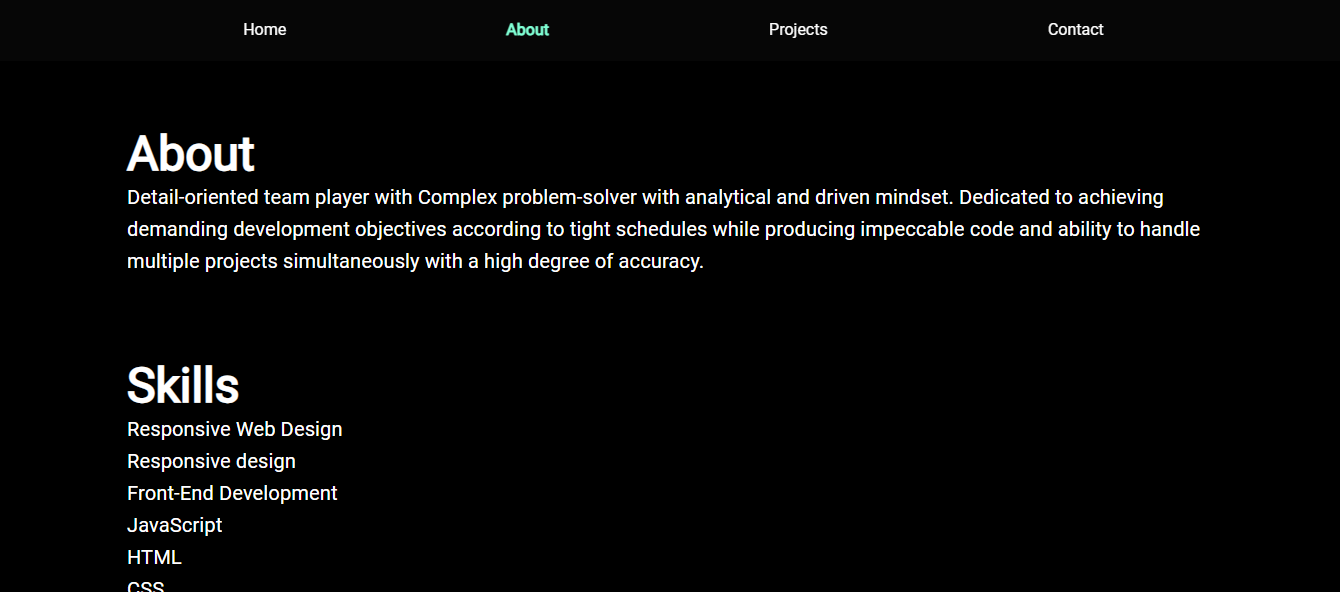 Home About Projects Contact
About
Detail-oriented team player with Complex problem-solver with analytical and driven mindset. Dedicated to achieving
demanding development objectives according to tight schedules while producing impeccable code and ability to handle
multiple projects simultaneously with a high degree of accuracy.
Skills
Responsive Web Design
Responsive design
Front-End Development
JavaScript
HTML
CSS